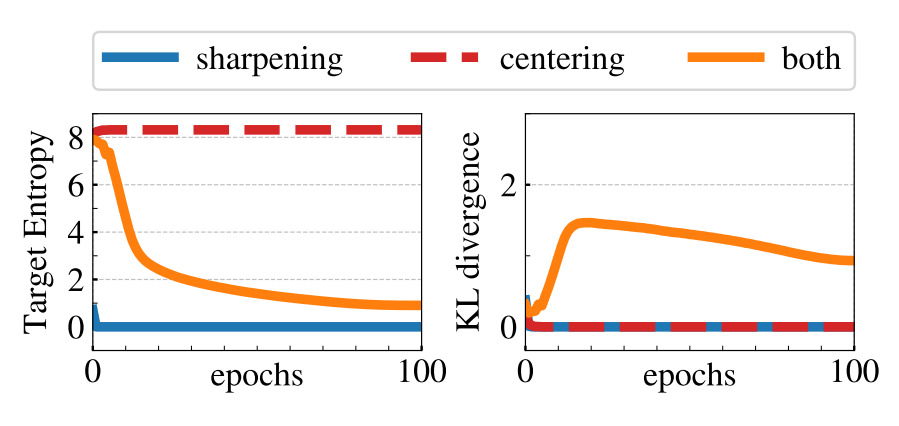 sharpening centering both
Target Entropy
8
6
4
2
0
0 epochs 100
KL divergence
2
0
0 epochs 100